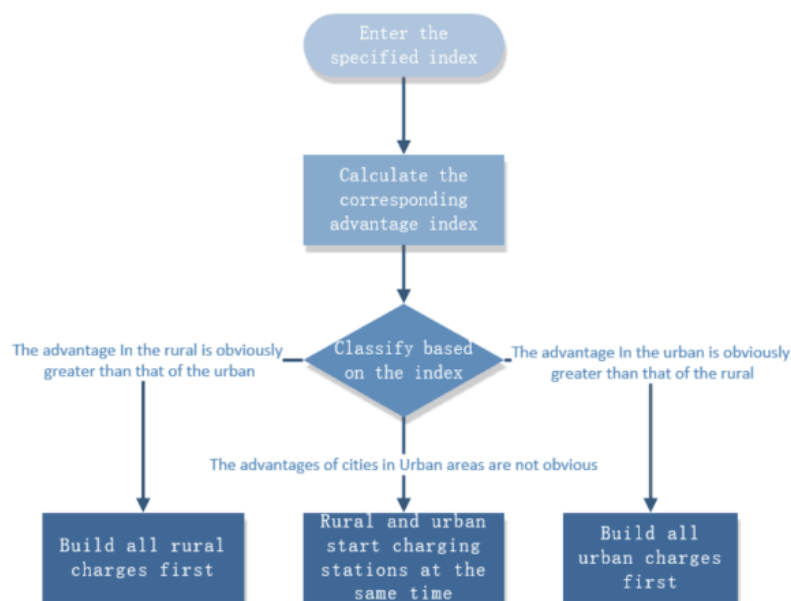 Enter the
specified index
Calculate the
corresponding
advantage index
Classify based
on the index
The advantage In the rural is obviously
greater than that of the urban
The advantage In the urban is obviously
greater than that of the rural
The advantages of cities in Urban areas are not obvious
Build all rural
charges first
Rural and urban
start charging
stations at the
same time
Build all
urban charges
first